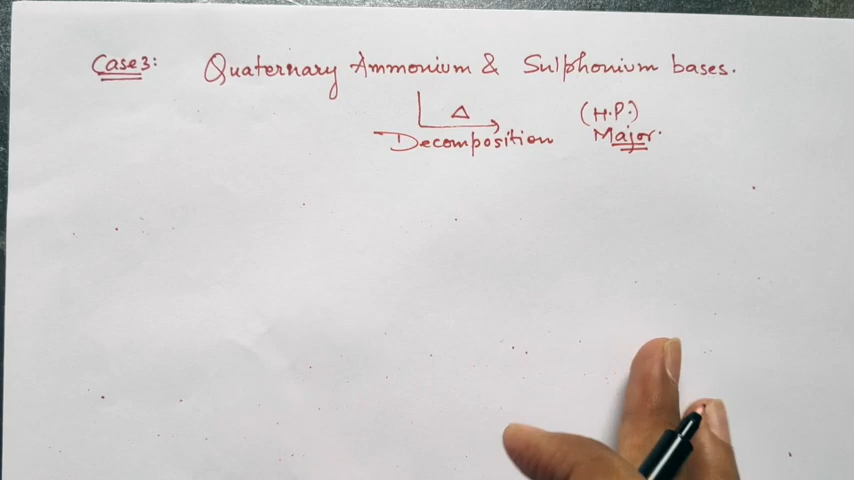 Case 3: Quaternary Ammonium & Sulphonium bases.
Δ (H.P.)
Decomposition Major.